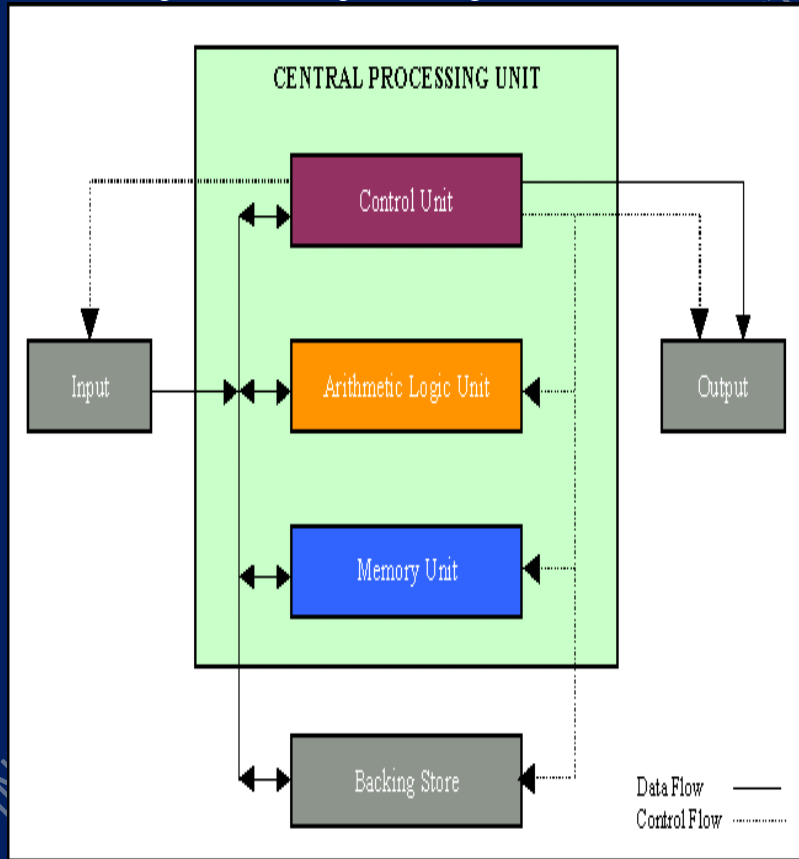 CENTRAL PROCESSING UNIT
Control Unit
Input
Arithmetic Logic Unit
Output
Memory Unit
Backing Store
Data Flow
Control Flow